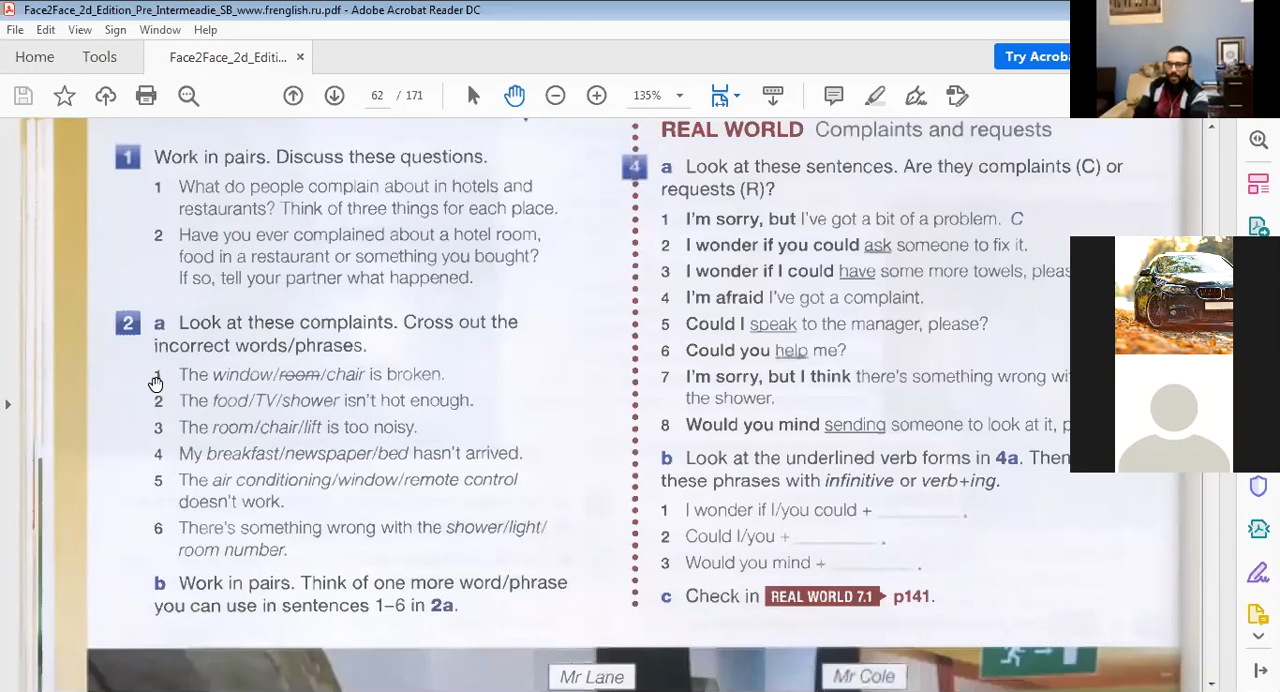 Face2Face_2d_Edition_Pre_Intermeadie_SB_www.frenglish.ru.pdf - Adobe Acrobat Reader DC
File Edit View Sign Window Help
Home Tools Face2Face_2d_Editi... × Try Acroba
62 / 171 135%
1 Work in pairs. Discuss these questions.
1 What do people complain about in hotels and
restaurants? Think of three things for each place.
2 Have you ever complained about a hotel room,
food in a restaurant or something you bought?
If so, tell your partner what happened.
2 a Look at these complaints. Cross out the
incorrect words/phrases.
1 The window/room/chair is broken.
2 The food/TV/shower isn't hot enough.
3 The room/chair/lift is too noisy.
4 My breakfast/newspaper/bed hasn't arrived.
5 The air conditioning/window/remote control
doesn't work.
6 There's something wrong with the shower/light/
room number.
b Work in pairs. Think of one more word/phrase
you can use in sentences 1–6 in 2a.
REAL WORLD Complaints and requests
4 a Look at these sentences. Are they complaints (C) or
requests (R)?
1 I'm sorry, but I've got a bit of a problem. C
2 I wonder if you could ask someone to fix it.
3 I wonder if I could have some more towels, pleas
4 I'm afraid I've got a complaint.
5 Could I speak to the manager, please?
6 Could you help me?
7 I'm sorry, but I think there's something wrong wi
the shower.
8 Would you mind sending someone to look at it, p
b Look at the underlined verb forms in 4a. Then
these phrases with infinitive or verb+ing.
1 I wonder if I/you could + ________.
2 Could I/you + ________.
3 Would you mind + ________.
c Check in REAL WORLD 7.1 p141.
Mr Lane
Mr Cole